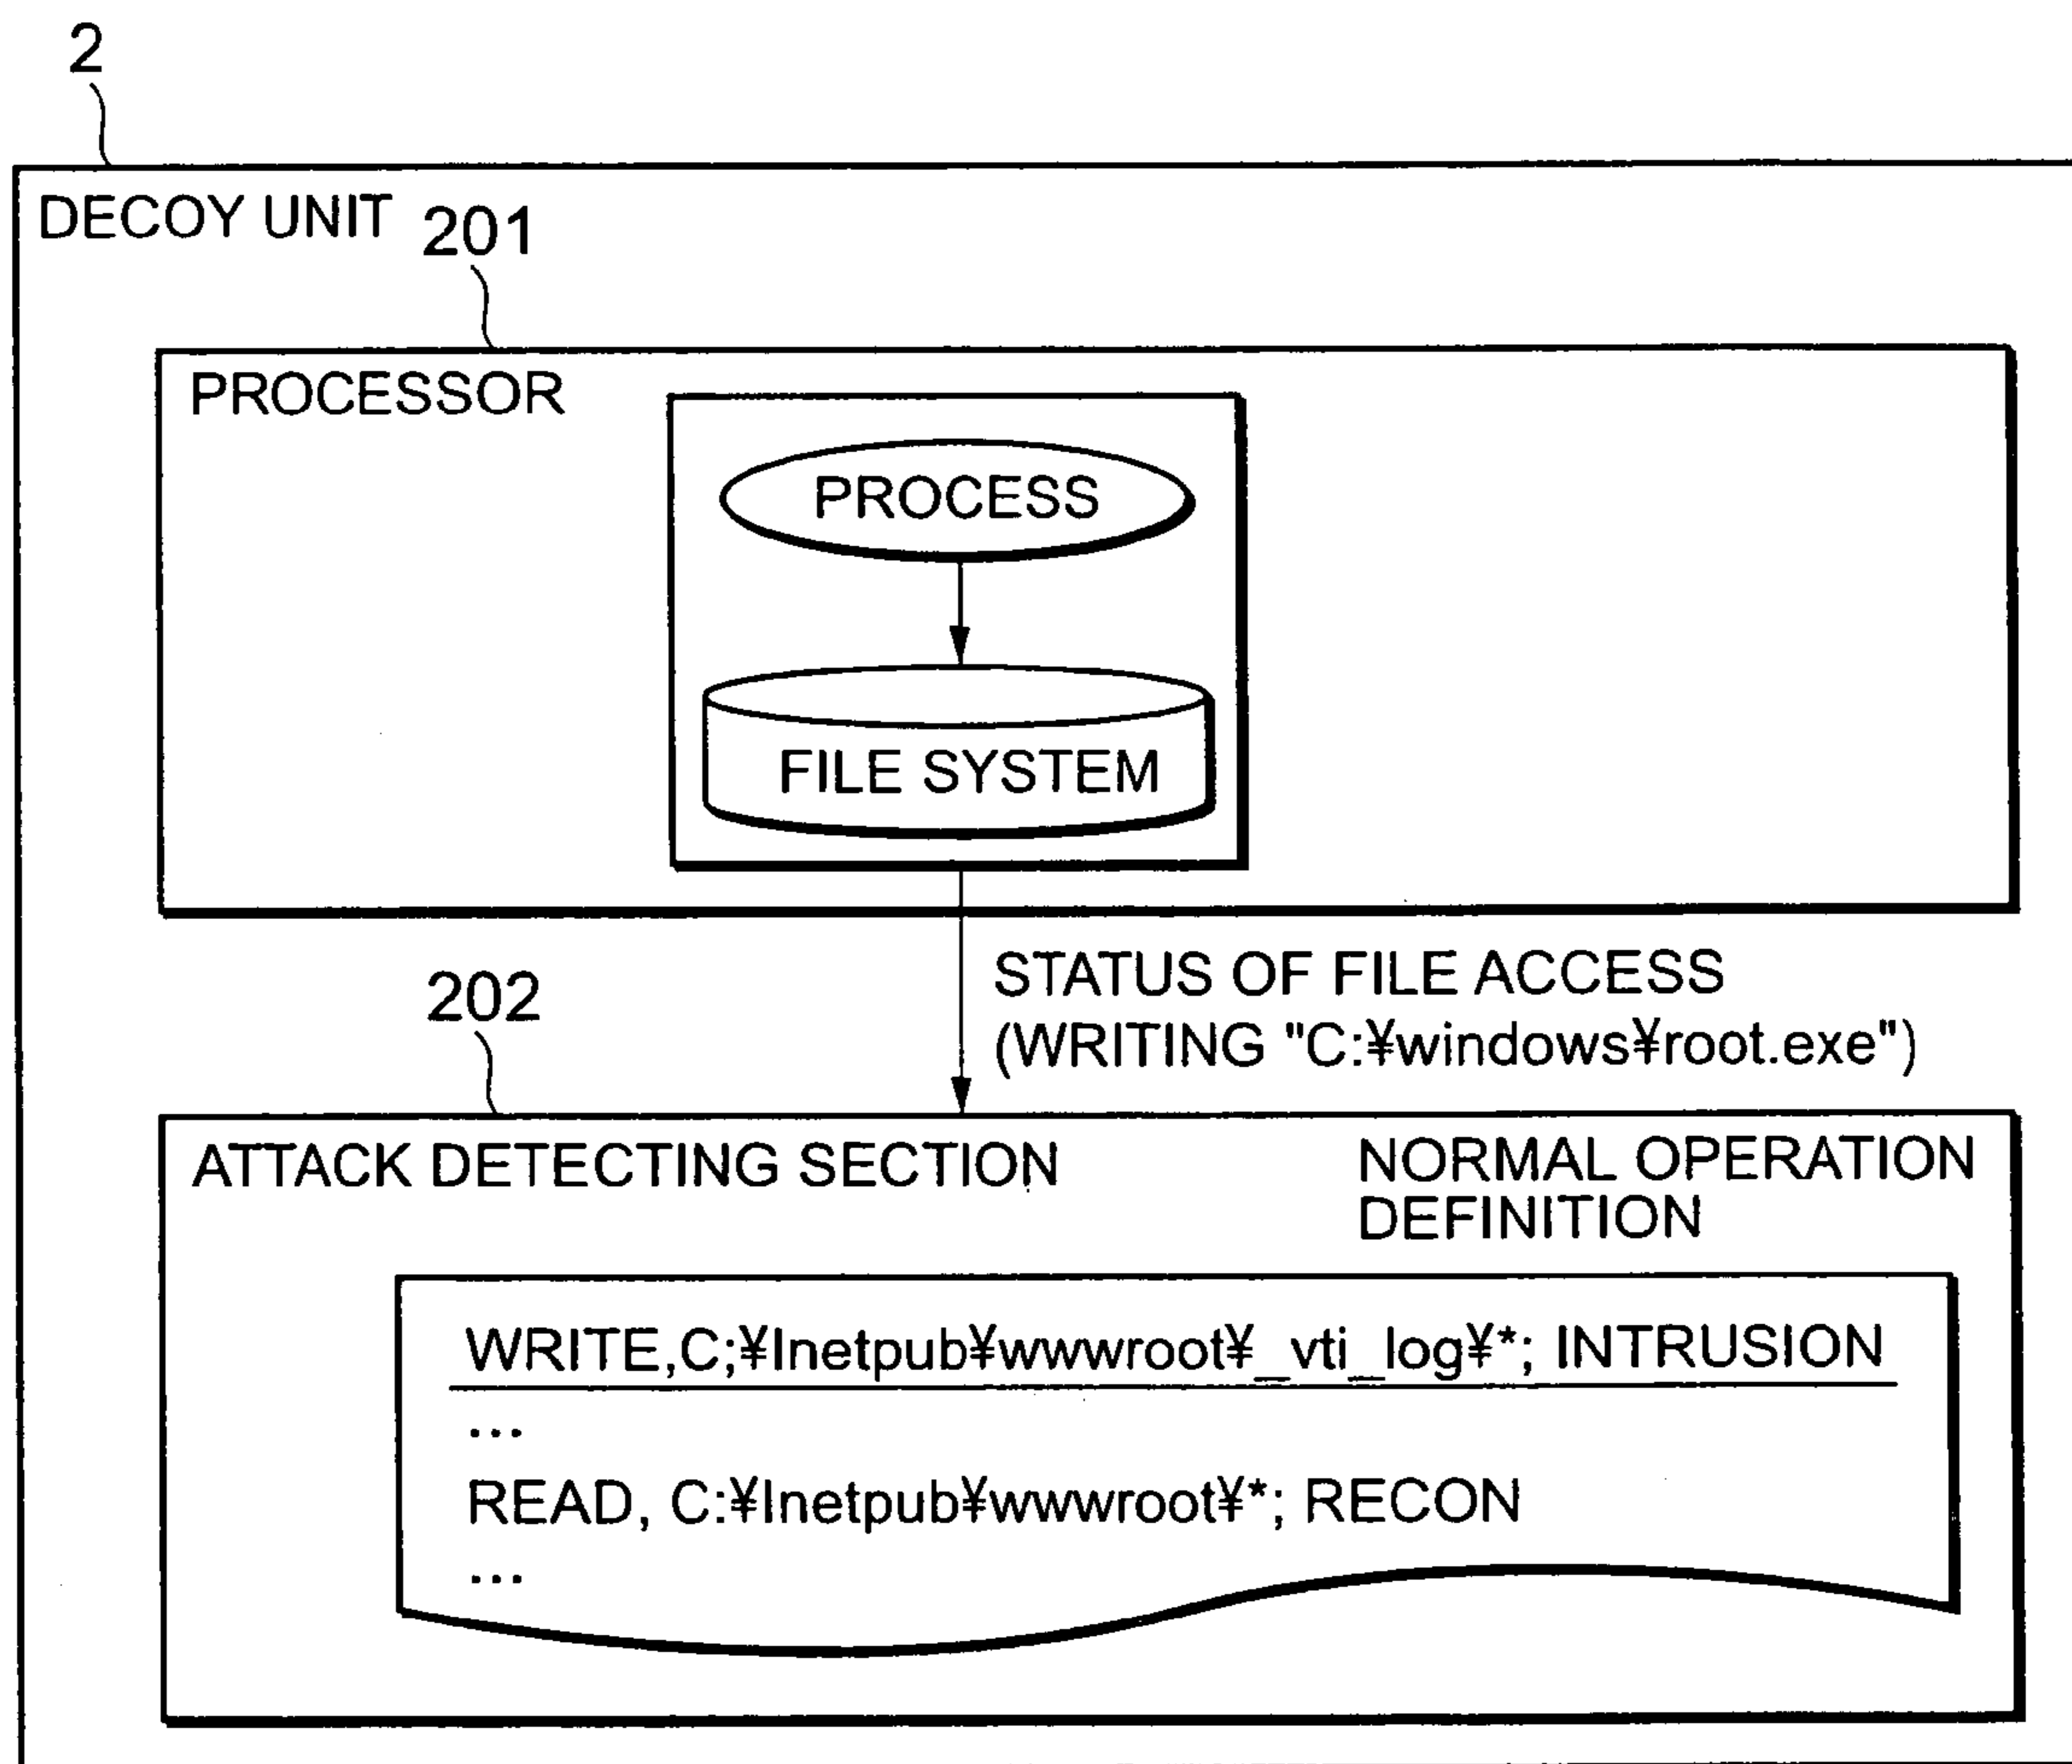 2
DECOY UNIT
201
PROCESSOR
PROCESS
FILE SYSTEM
202
STATUS OF FILE ACCESS
(WRITING "C:¥windows¥root.exe")
ATTACK DETECTING SECTION
NORMAL OPERATION
DEFINITION
WRITE,C;¥Inetpub¥wwwroot¥_vti_log¥*; INTRUSION
...
READ, C:¥Inetpub¥wwwroot¥*; RECON
...